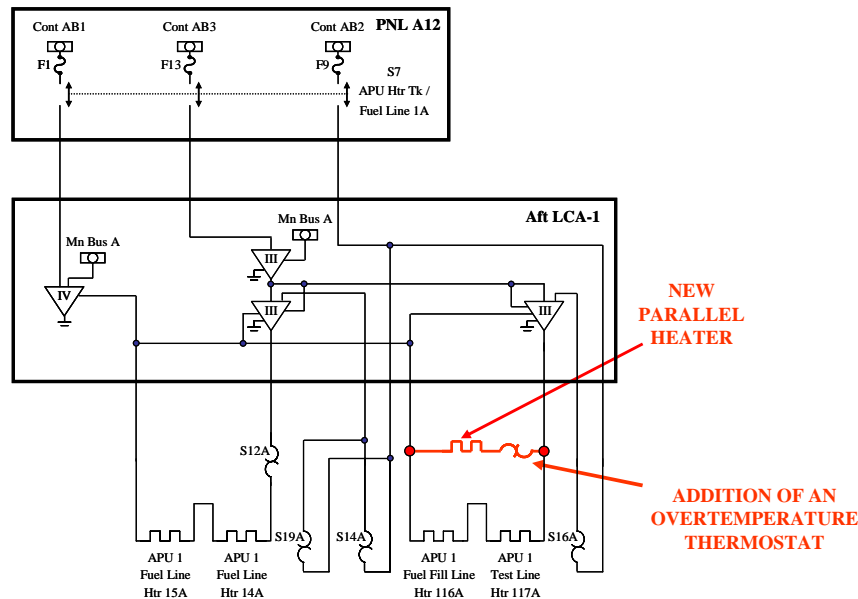 Cont AB1
Cont AB3
Cont AB2
PNL A12
F1
F13
F9
S7
APU Htr Tk /
Fuel Line 1A
Aft LCA-1
Mn Bus A
Mn Bus A
III
IV
III
III
NEW
PARALLEL
HEATER
S12A
S19A
S14A
S16A
ADDITION OF AN
OVERTEMPERATURE
THERMOSTAT
APU 1
Fuel Line
Htr 15A
APU 1
Fuel Line
Htr 14A
APU 1
Fuel Fill Line
Htr 116A
APU 1
Test Line
Htr 117A